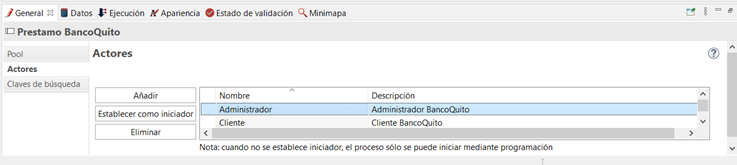 General Datos Ejecución Apariencia Estado de validación Minimapa
Prestamo BancoQuito
Pool
Actores
Claves de búsqueda
Actores
Añadir
Establecer como iniciador
Eliminar
Nombre Descripción
Administrador Administrador BancoQuito
Cliente Cliente BancoQuito
Nota: cuando no se establece iniciador, el proceso sólo se puede iniciar mediante programación